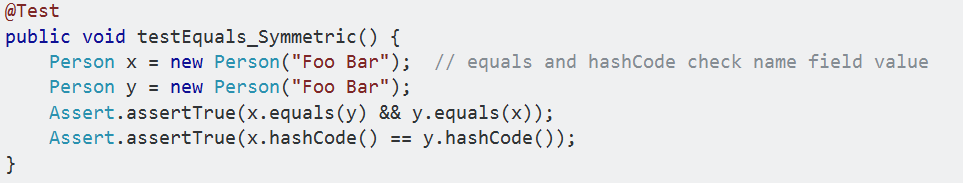 @Test
public void testEquals_Symmetric() {
    Person x = new Person("Foo Bar");  // equals and hashCode check name field value
    Person y = new Person("Foo Bar");
    Assert.assertTrue(x.equals(y) && y.equals(x));
    Assert.assertTrue(x.hashCode() == y.hashCode());
}